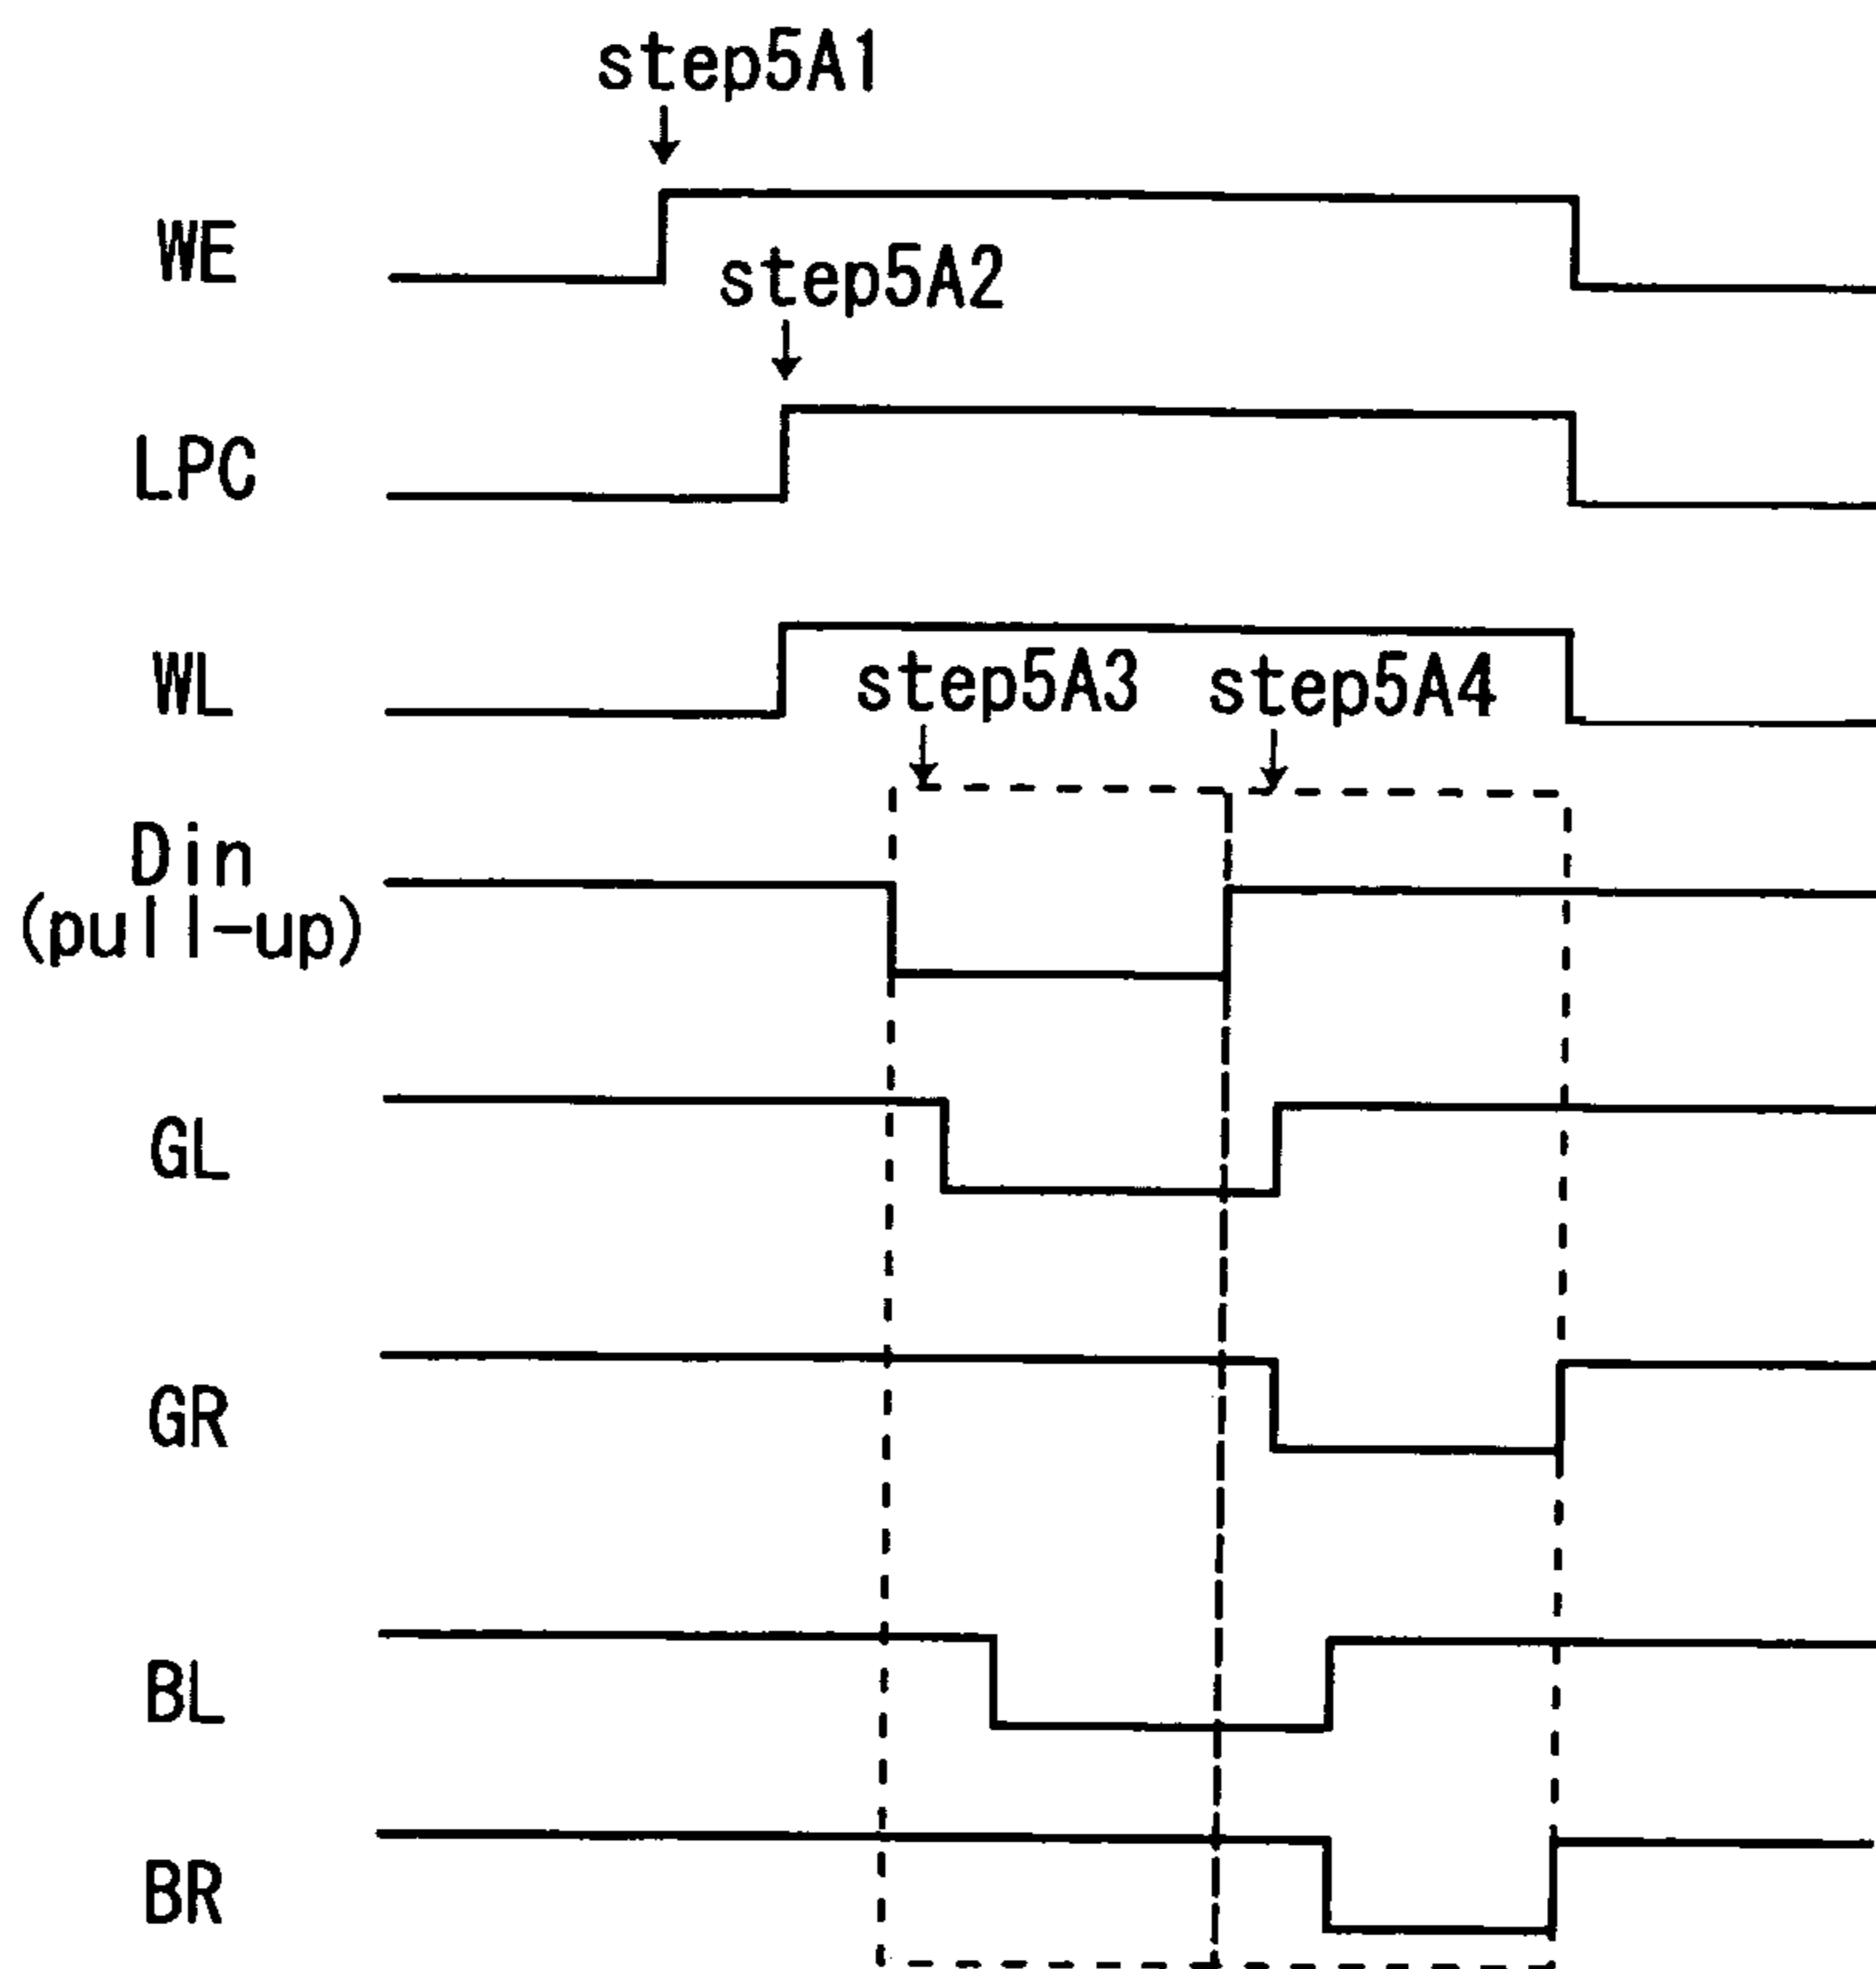 step5A1
WE
step5A2
LPC
WL
step5A3
step5A4
Din
(pull-up)
GL
GR
BL
BR